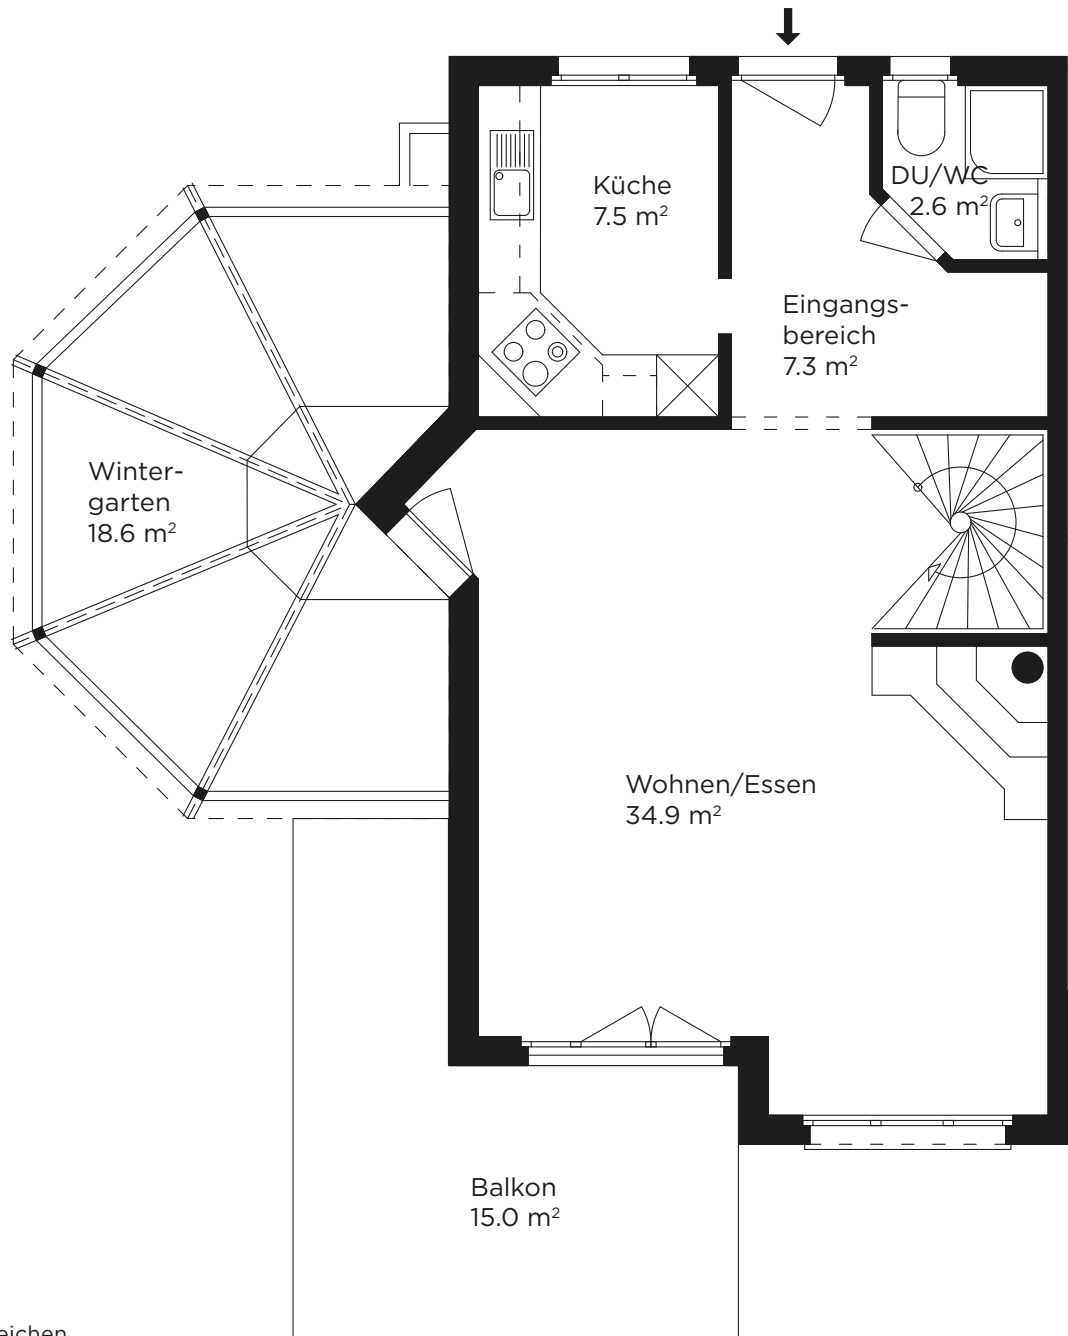 Küche
7.5 m²
DU/WC
2.6 m²
Eingangs-
bereich
7.3 m²
Winter-
garten
18.6 m²
Wohnen/Essen
34.9 m²
Balkon
15.0 m²